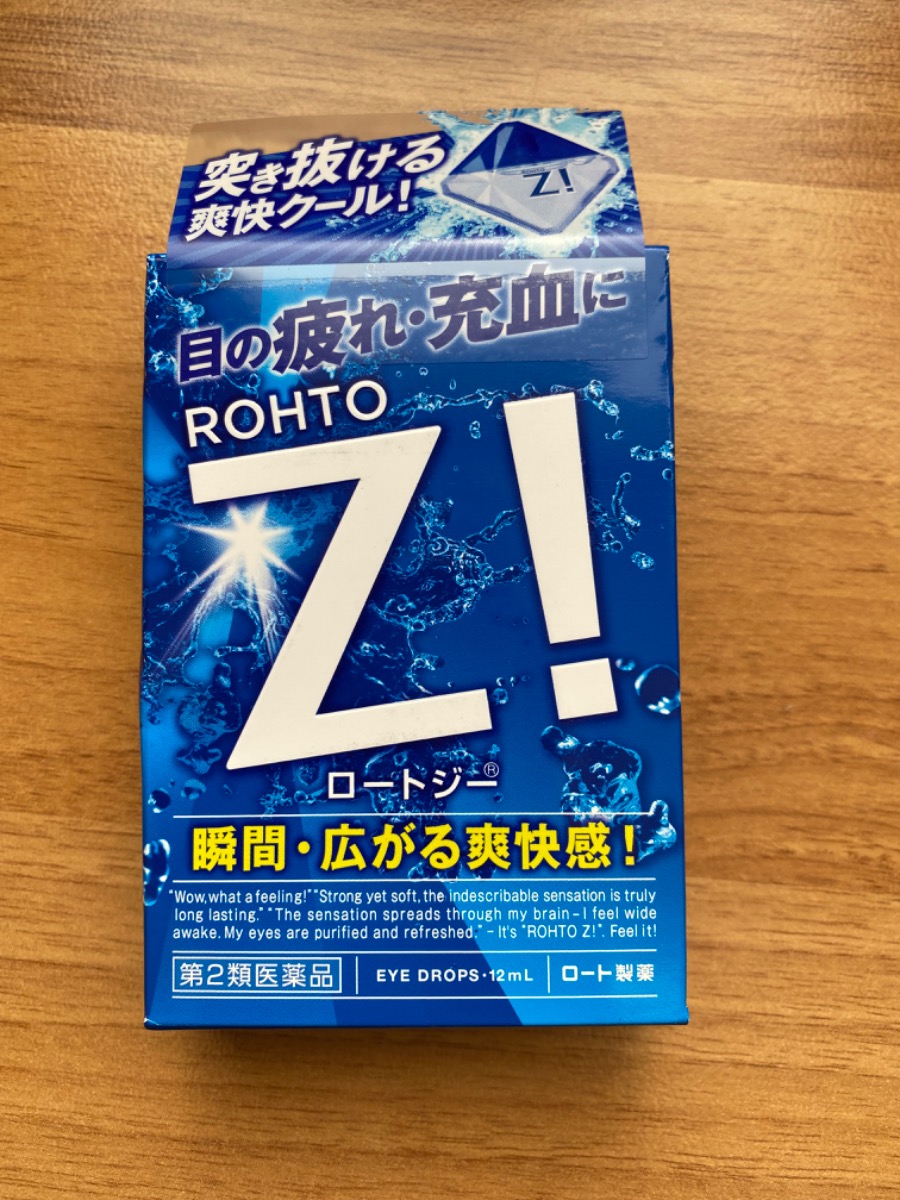 突き抜ける
爽快クール!
Z!
目の疲れ・充血に
ROHTO
Z!
ロートジー®
瞬間・広がる爽快感!
"Wow, what a feeling!" "Strong yet soft, the indescribable sensation is truly
long lasting." "The sensation spreads through my brain – I feel wide
awake. My eyes are purified and refreshed." – It's "ROHTO Z!". Feel it!
第2類医薬品
EYE DROPS・12mL
ロート製薬